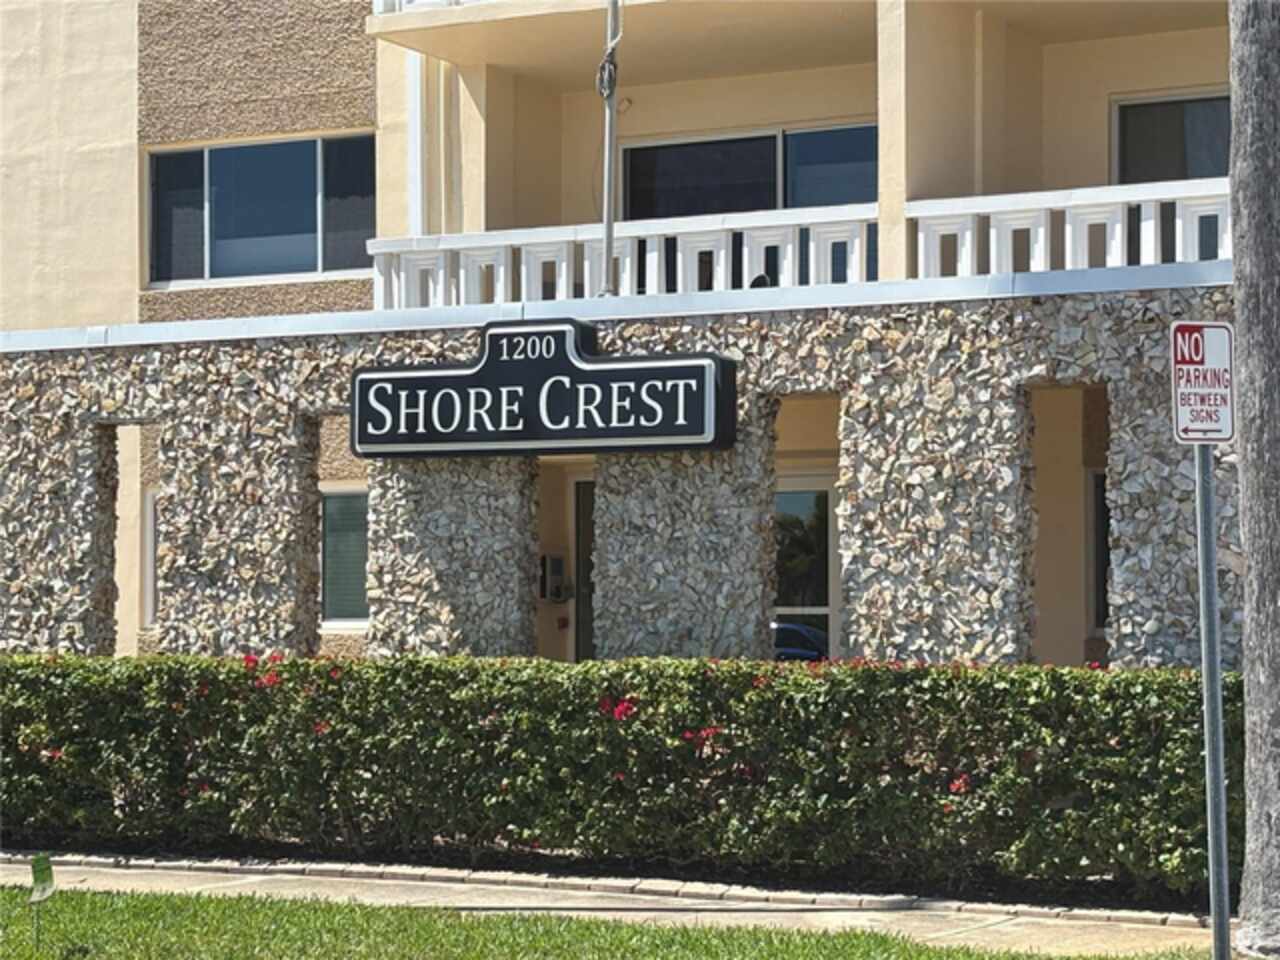 1200
SHORE CREST
NO
PARKING
BETWEEN
SIGNS